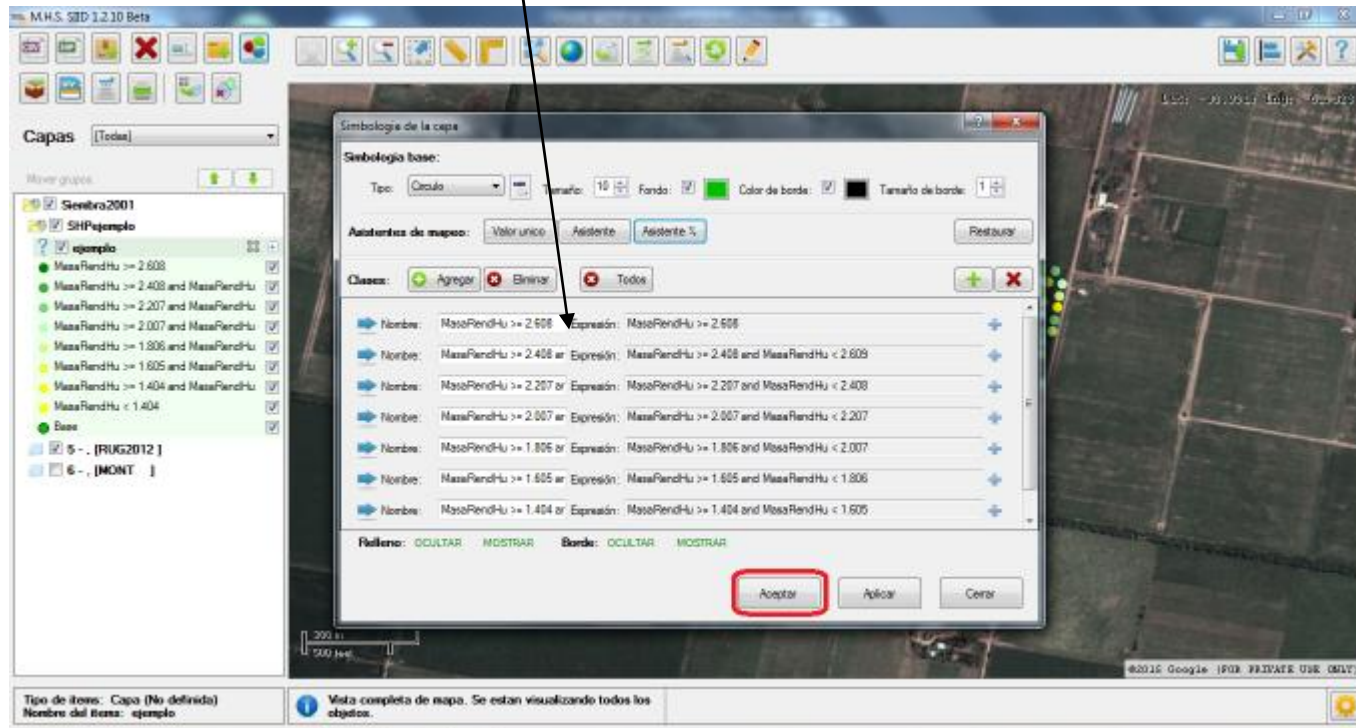 M.H.S. SIID 1.2.10 Beta
Capas [Todas]
Mover grupos
Siembra2001
SHPejemplo
ejemplo
MasaRendHu >= 2.608
MasaRendHu >= 2.408 and MasaRendHu
MasaRendHu >= 2.207 and MasaRendHu
MasaRendHu >= 2.007 and MasaRendHu
MasaRendHu >= 1.806 and MasaRendHu
MasaRendHu >= 1.605 and MasaRendHu
MasaRendHu >= 1.404 and MasaRendHu
MasaRendHu < 1.404
Base
5 - . [RUG2012 ]
6 - . [MONT ]
Simbologia de la capa
Simbología base:
Tipo: Circulo Tamaño: 10 Fondo: Color de borde: Tamaño de borde: 1
Asistentes de mapeo: Valor unico Asistente Asistente % Restaurar
Clases: Agregar Eliminar Todos
Nombre: MasaRendHu >= 2.608 Expresión: MasaRendHu >= 2.608
Nombre: MasaRendHu >= 2.408 ar Expresión: MasaRendHu >= 2.408 and MasaRendHu < 2.609
Nombre: MasaRendHu >= 2.207 ar Expresión: MasaRendHu >= 2.207 and MasaRendHu < 2.408
Nombre: MasaRendHu >= 2.007 ar Expresión: MasaRendHu >= 2.007 and MasaRendHu < 2.207
Nombre: MasaRendHu >= 1.806 ar Expresión: MasaRendHu >= 1.806 and MasaRendHu < 2.007
Nombre: MasaRendHu >= 1.605 ar Expresión: MasaRendHu >= 1.605 and MasaRendHu < 1.806
Nombre: MasaRendHu >= 1.404 ar Expresión: MasaRendHu >= 1.404 and MasaRendHu < 1.605
Relleno: OCULTAR MOSTRAR Borde: OCULTAR MOSTRAR
Aceptar Aplicar Cerrar
200 m
500 feet
©2015 Google (FOR PRIVATE USE ONLY)
Tipo de items: Capa (No definida)
Nombre del items: ejemplo
Vista completa de mapa. Se estan visualizando todos los
objetos.